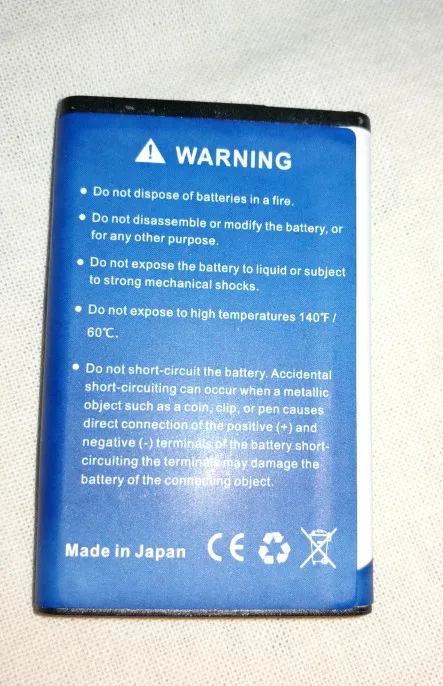 WARNING
• Do not dispose of batteries in a fire.
• Do not disassemble or modify the battery, or
for any other purpose.
• Do not expose the battery to liquid or subject
to strong mechanical shocks.
• Do not expose to high temperatures 140℉ /
60℃.
• Do not short-circuit the battery. Accidental
short-circuiting can occur when a metallic
object such as a coin, clip, or pen causes
direct connection of the positive (+) and
negative (-) terminals of the battery short-
circuiting the terminals may damage the
battery of the connecting object.
Made in Japan CE